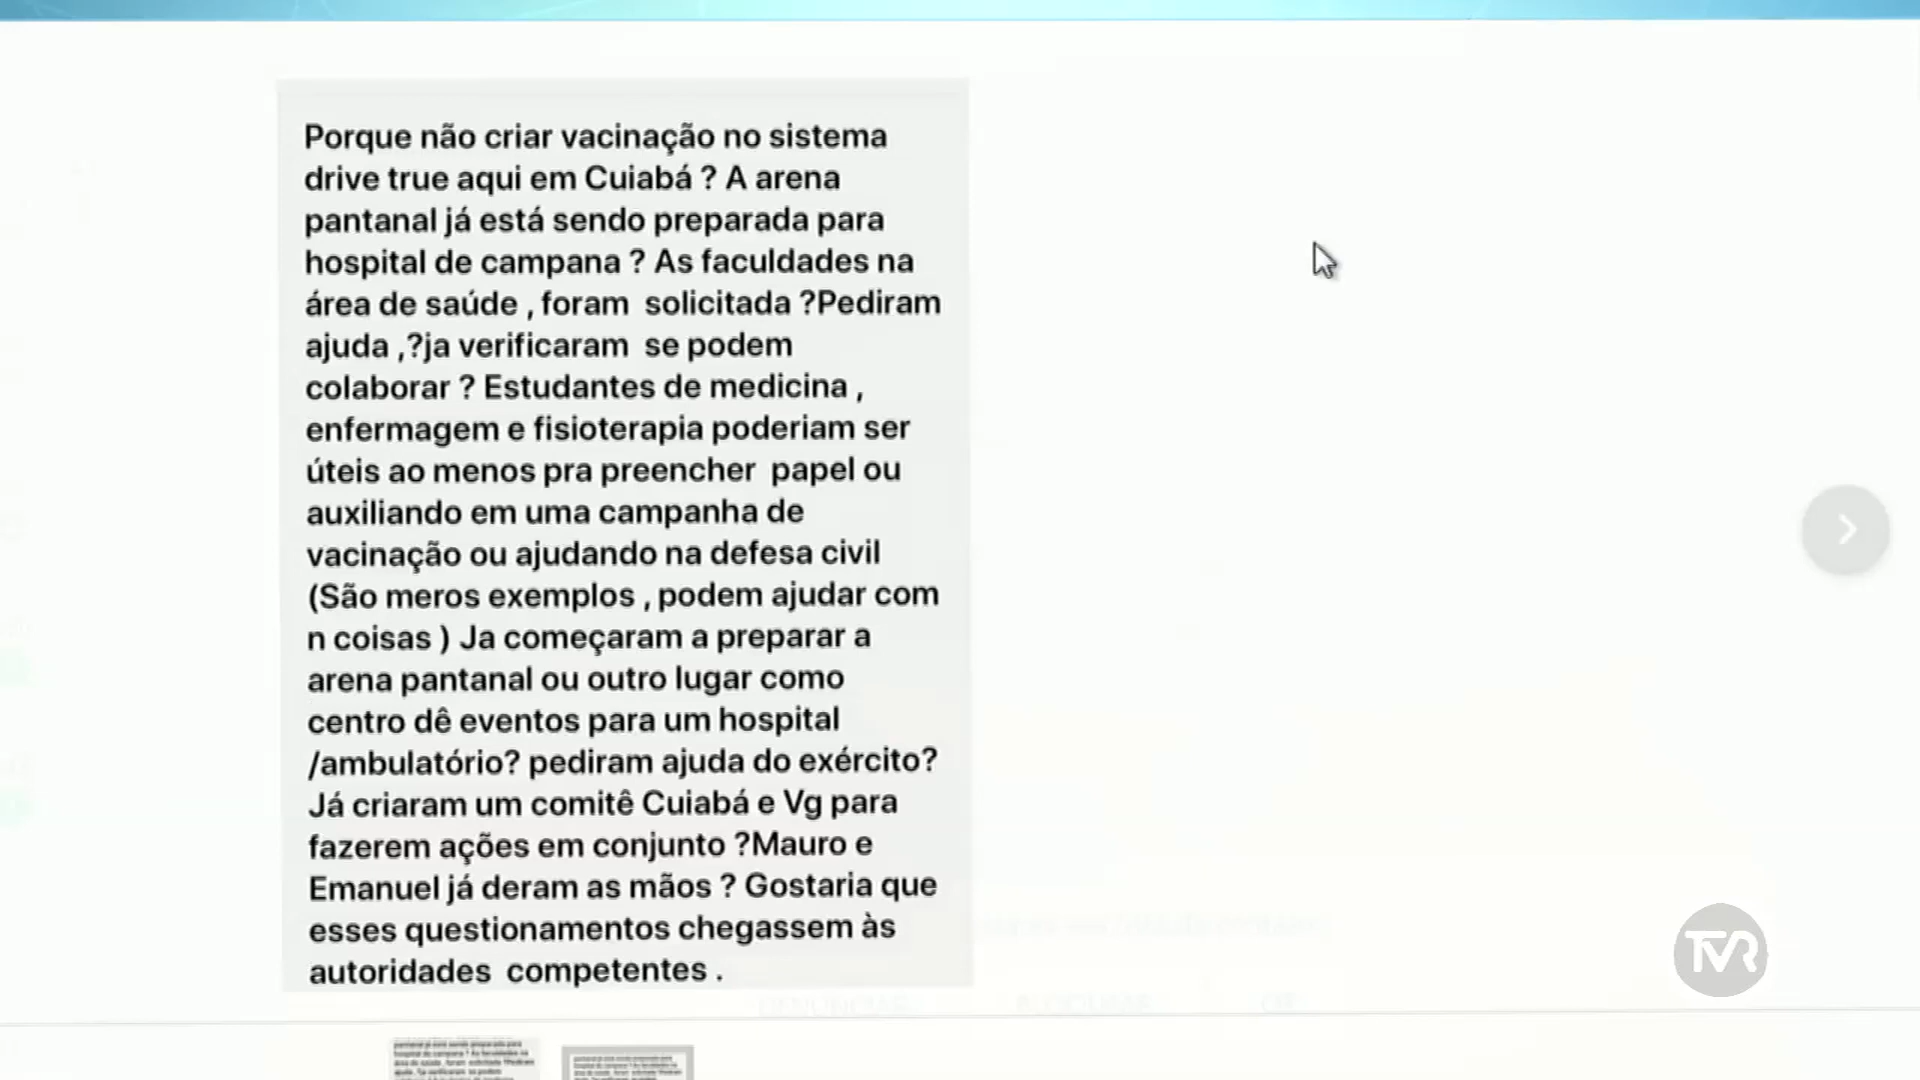 Porque não criar vacinação no sistema
drive true aqui em Cuiabá ? A arena
pantanal já está sendo preparada para
hospital de campana ? As faculdades na
área de saúde , foram  solicitada ?Pediram
ajuda ,?ja verificaram  se podem
colaborar ? Estudantes de medicina ,
enfermagem e fisioterapia poderiam ser
úteis ao menos pra preencher  papel ou
auxiliando em uma campanha de
vacinação ou ajudando na defesa civil
(São meros exemplos , podem ajudar com
n coisas ) Ja começaram a preparar a
arena pantanal ou outro lugar como
centro dê eventos para um hospital
/ambulatório? pediram ajuda do exército?
Já criaram um comitê Cuiabá e Vg para
fazerem ações em conjunto ?Mauro e
Emanuel já deram as mãos ? Gostaria que
esses questionamentos chegassem às
autoridades  competentes .
TVR